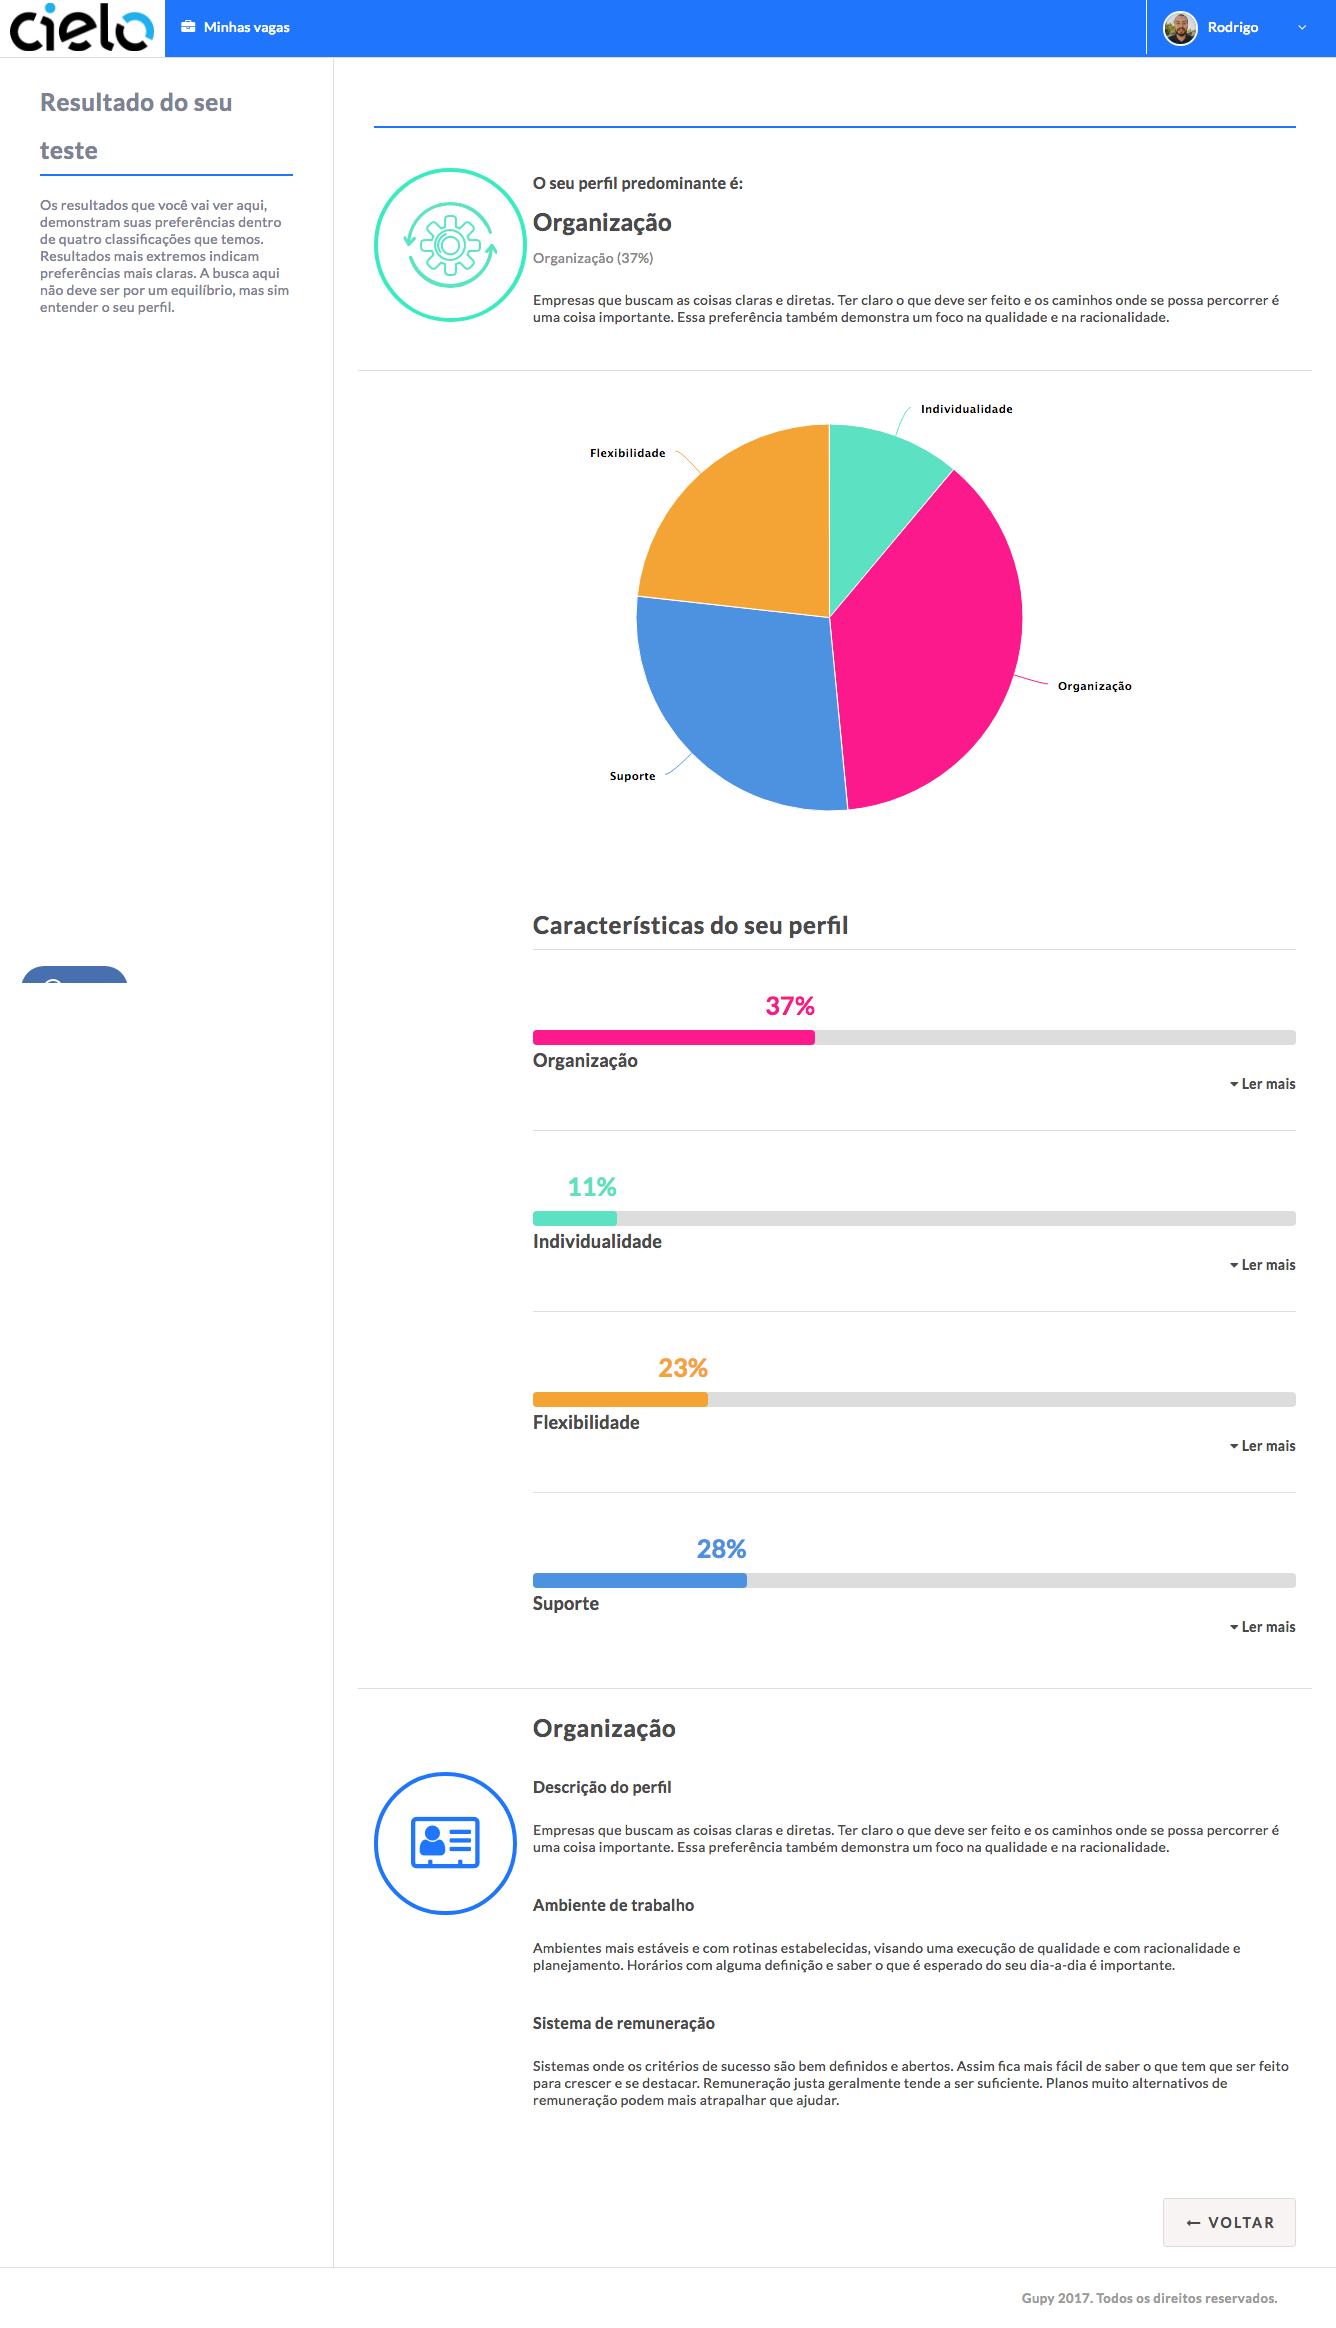 cielo
Minhas vagas
Rodrigo
Resultado do seu
teste
Os resultados que você vai ver aqui,
demonstram suas preferências dentro
de quatro classificações que temos.
Resultados mais extremos indicam
preferências mais claras. A busca aqui
não deve ser por um equilíbrio, mas sim
entender o seu perfil.
O seu perfil predominante é:
Organização
Organização (37%)
Empresas que buscam as coisas claras e diretas. Ter claro o que deve ser feito e os caminhos onde se possa percorrer é
uma coisa importante. Essa preferência também demonstra um foco na qualidade e na racionalidade.
Individualidade
Flexibilidade
Organização
Suporte
Características do seu perfil
37%
Organização
Ler mais
11%
Individualidade
Ler mais
23%
Flexibilidade
Ler mais
28%
Suporte
Ler mais
Organização
Descrição do perfil
Empresas que buscam as coisas claras e diretas. Ter claro o que deve ser feito e os caminhos onde se possa percorrer é
uma coisa importante. Essa preferência também demonstra um foco na qualidade e na racionalidade.
Ambiente de trabalho
Ambientes mais estáveis e com rotinas estabelecidas, visando uma execução de qualidade e com racionalidade e
planejamento. Horários com alguma definição e saber o que é esperado do seu dia-a-dia é importante.
Sistema de remuneração
Sistemas onde os critérios de sucesso são bem definidos e abertos. Assim fica mais fácil de saber o que tem que ser feito
para crescer e se destacar. Remuneração justa geralmente tende a ser suficiente. Planos muito alternativos de
remuneração podem mais atrapalhar que ajudar.
← VOLTAR
Gupy 2017. Todos os direitos reservados.